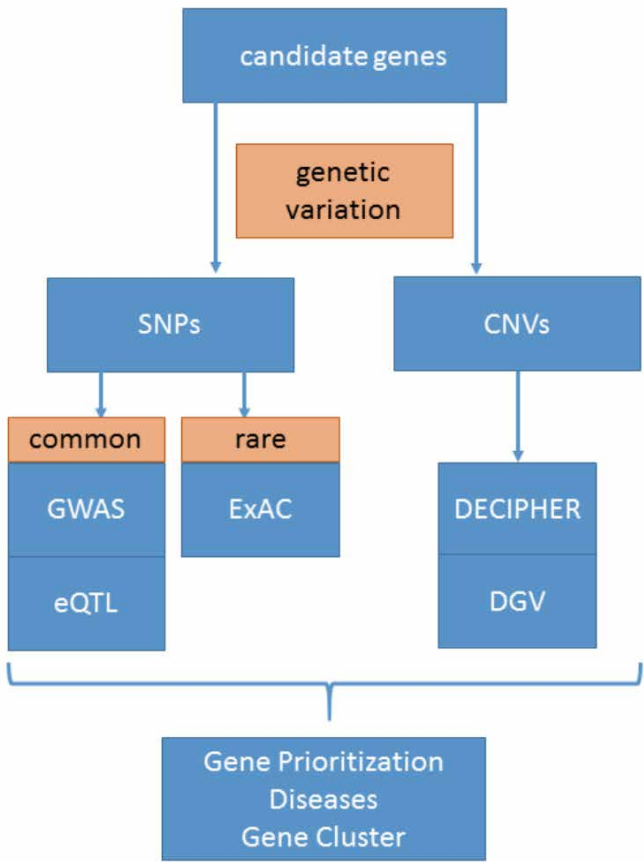 candidate genes
genetic
variation
SNPs
CNVs
common
rare
GWAS
ExAC
DECIPHER
eQTL
DGV
Gene Prioritization
Diseases
Gene Cluster